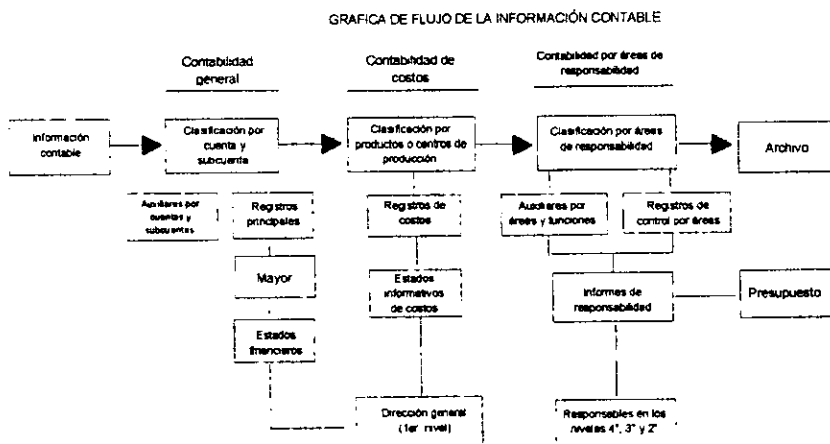 GRAFICA DE FLUJO DE LA INFORMACIÓN CONTABLE
Contabilidad
general
Contabilidad de
costos
Contabilidad por áreas de
responsabilidad
Información
contable
Clasificación por
cuenta y
subcuenta
Clasificación por
productos o centros de
producción
Clasificación por áreas
de responsabilidad
Archivo
Auxiliares por
cuentas y
subcuentas
Registros
principales
Registros de
costos
Auxiliares por
áreas y funciones
Registros de
control por áreas
Mayor
Estados
informativos
de costos
Informes de
responsabilidad
Presupuesto
Estados
financieros
Dirección general
(1er. nivel)
Responsables en los
niveles 4°, 3° y 2°